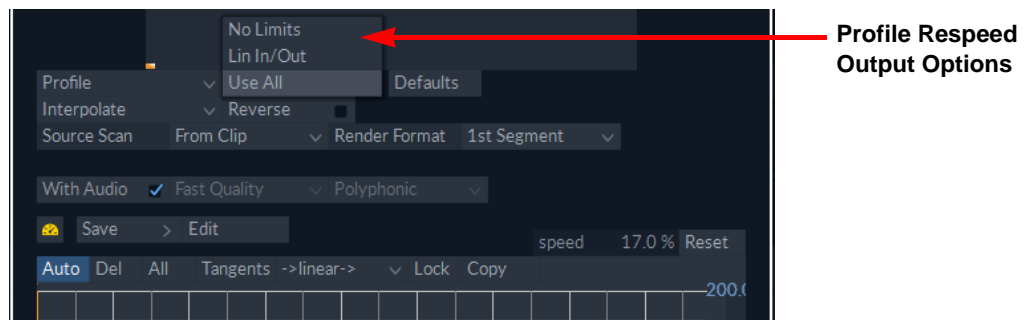 No Limits
Profile Respeed
Output Options
Lin In/Out
Profile Use All Defaults
Interpolate Reverse
Source Scan From Clip Render Format 1st Segment
With Audio Fast Quality Polyphonic
Save > Edit
speed 17.0 % Reset
Auto Del All Tangents ->linear-> Lock Copy
200.0